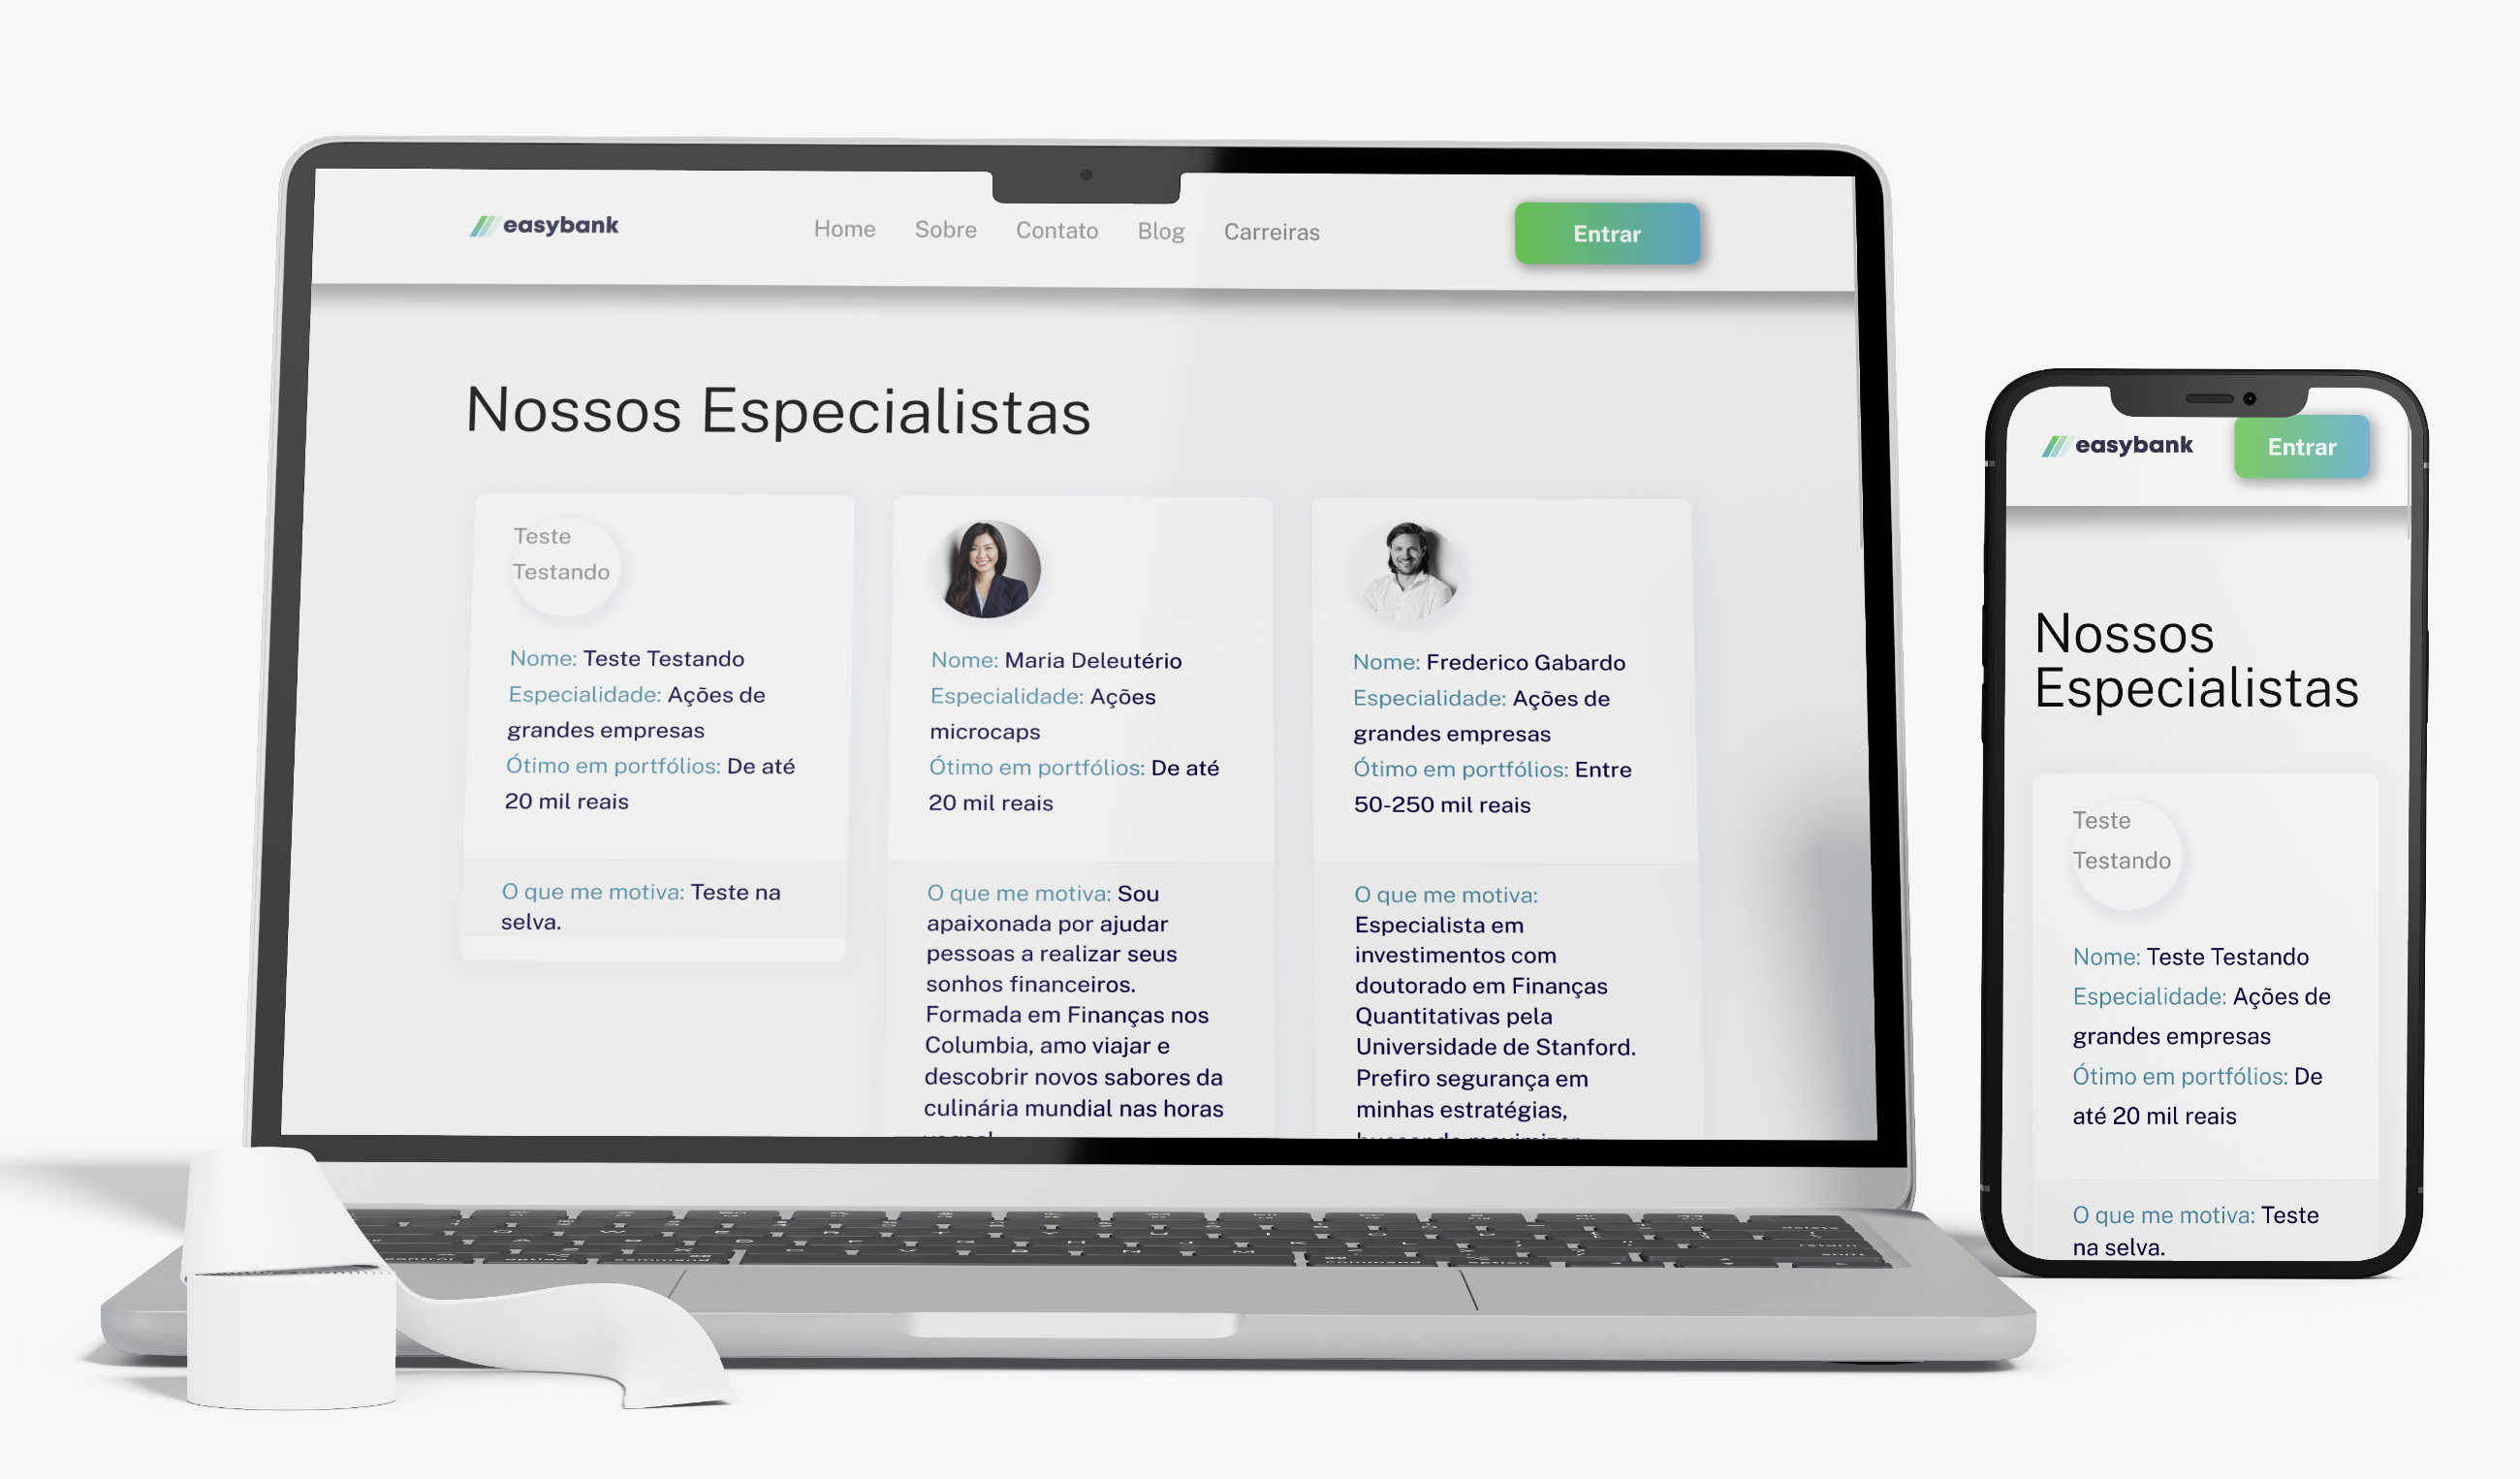 easybank
Home Sobre Contato Blog Carreiras
Entrar
Nossos Especialistas
Teste
Testando
Nome: Teste Testando
Especialidade: Ações de
grandes empresas
Ótimo em portfólios: De até
20 mil reais
O que me motiva: Teste na
selva.
Nome: Maria Deleutério
Especialidade: Ações
microcaps
Ótimo em portfólios: De até
20 mil reais
O que me motiva: Sou
apaixonada por ajudar
pessoas a realizar seus
sonhos financeiros.
Formada em Finanças nos
Columbia, amo viajar e
descobrir novos sabores da
culinária mundial nas horas
Nome: Frederico Gabardo
Especialidade: Ações de
grandes empresas
Ótimo em portfólios: Entre
50-250 mil reais
O que me motiva:
Especialista em
investimentos com
doutorado em Finanças
Quantitativas pela
Universidade de Stanford.
Prefiro segurança em
minhas estratégias,
easybank
Entrar
Nossos
Especialistas
Teste
Testando
Nome: Teste Testando
Especialidade: Ações de
grandes empresas
Ótimo em portfólios: De
até 20 mil reais
O que me motiva: Teste
na selva.
command
option